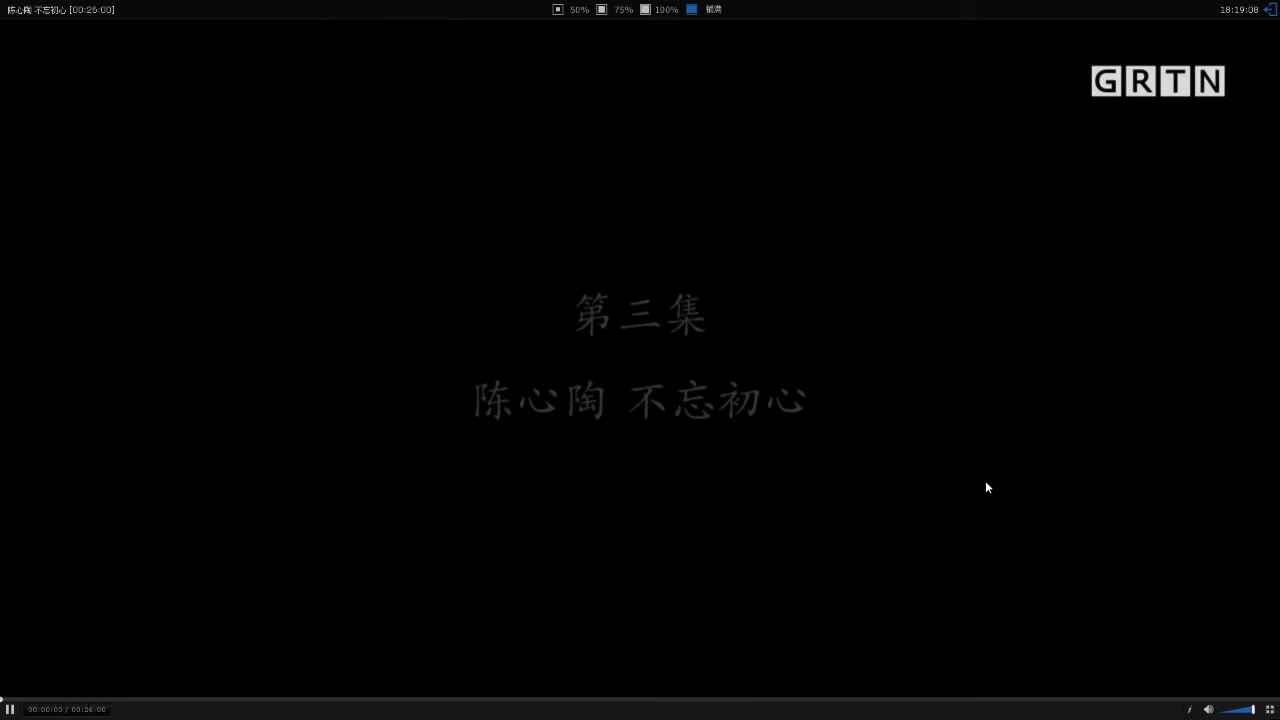 陈心陶 不忘初心 [00:26:00]
50% 75% 100% 铺满
18:19:08
GRTN
第三集
陈心陶 不忘初心
00:00:00 / 00:26:00
i